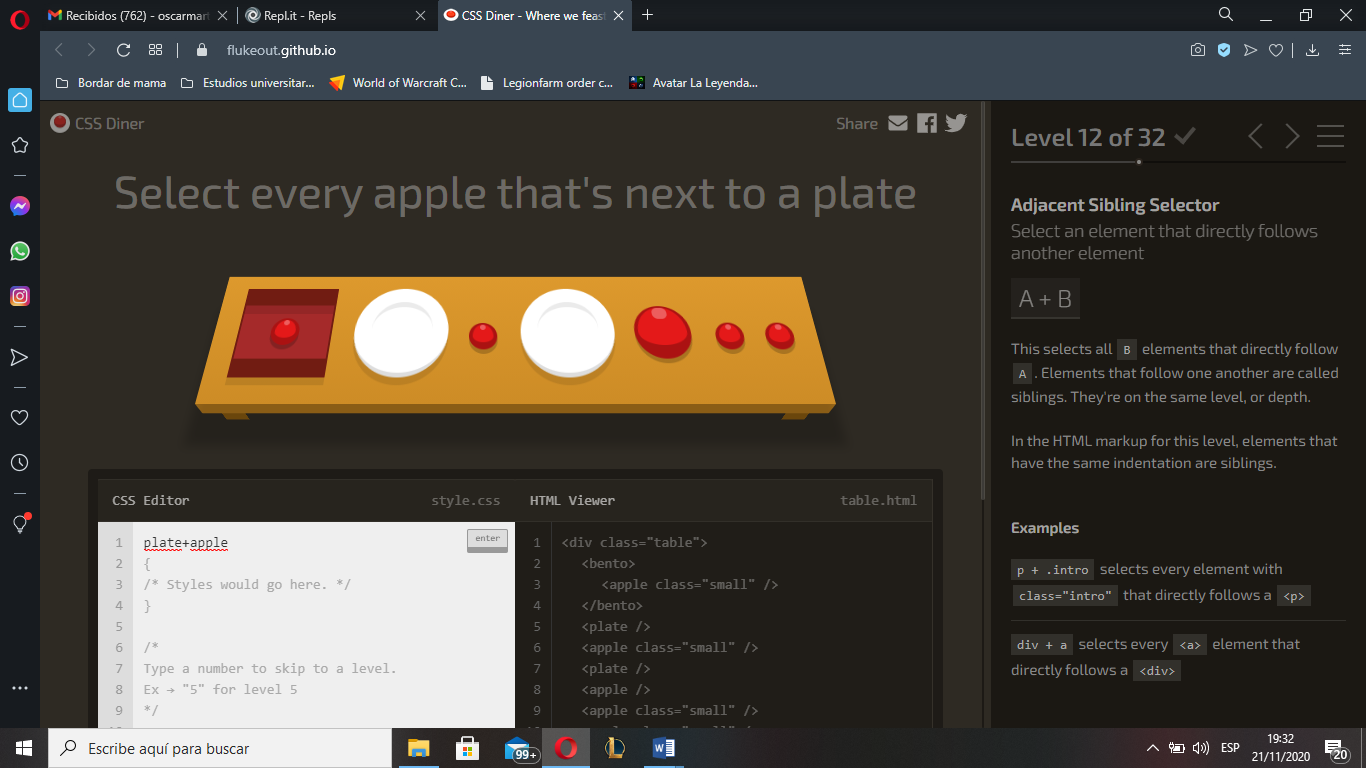 Recibidos (762) - oscarmar
Repl.it - Repls
CSS Diner - Where we feas
flukeout.github.io
Bordar de mama
Estudios universitar...
World of Warcraft C...
Legionfarm order c...
Avatar La Leyenda...
CSS Diner
Share
Select every apple that's next to a plate
CSS Editor
style.css
HTML Viewer
table.html
enter
1 plate+apple
2 {
3 /* Styles would go here. */
4 }
5
6 /*
7 Type a number to skip to a level.
8 Ex → "5" for level 5
9 */
1 <div class="table">
2 <bento>
3 <apple class="small" />
4 </bento>
5 <plate />
6 <apple class="small" />
7 <plate />
8 <apple />
9 <apple class="small" />
Level 12 of 32
Adjacent Sibling Selector
Select an element that directly follows
another element
A + B
This selects all B elements that directly follow
A . Elements that follow one another are called
siblings. They're on the same level, or depth.
In the HTML markup for this level, elements that
have the same indentation are siblings.
Examples
p + .intro selects every element with
class="intro" that directly follows a <p>
div + a selects every <a> element that
directly follows a <div>
Escribe aquí para buscar
99+
ESP
19:32
21/11/2020
20